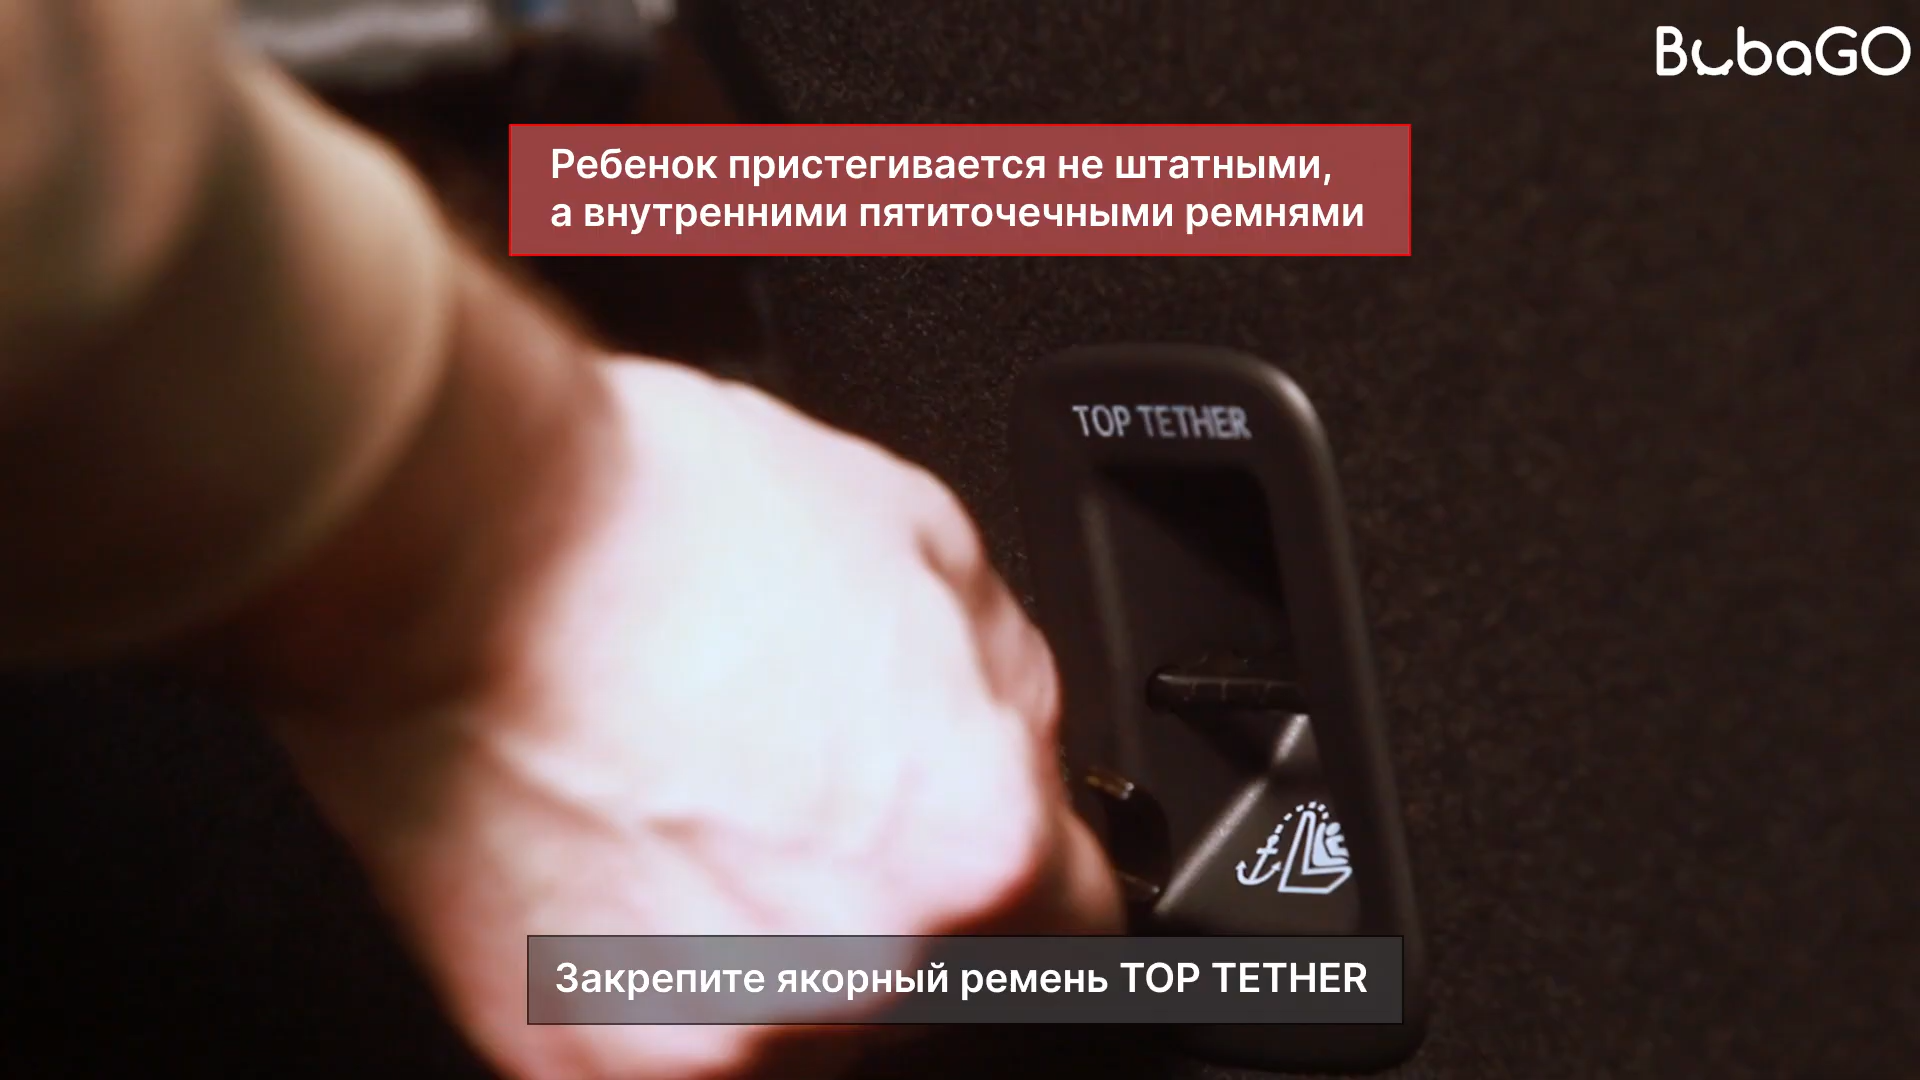 BubaGO
Ребенок пристегивается не штатными,
а внутренними пятиточечными ремнями
TOP TETHER
Закрепите якорный ремень TOP TETHER